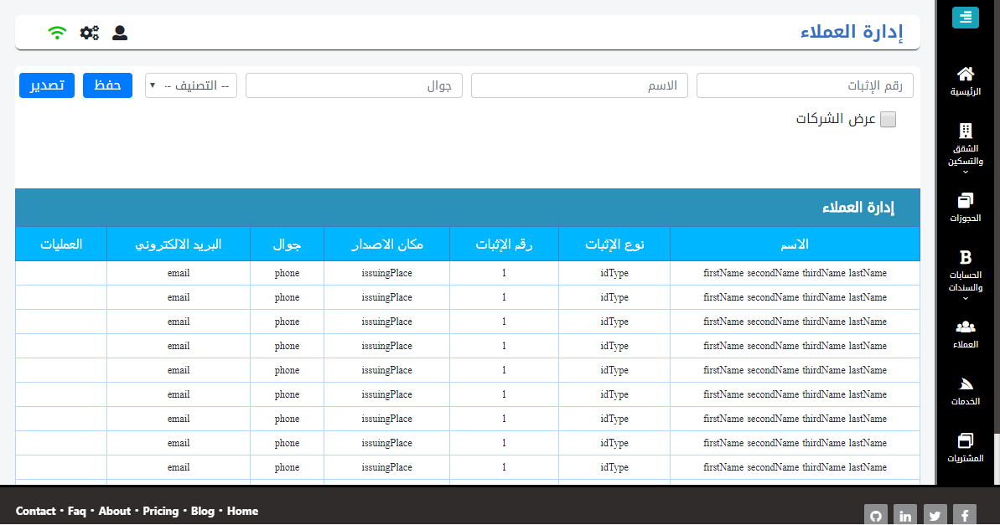 إدارة العملاء
الرئيسية
الشقق
والتسكين
الحجوزات
الحسابات
والسندات
العملاء
الخدمات
المشتريات
رقم الإثبات الاسم جوال -- التصنيف -- حفظ تصدير
عرض الشركات
إدارة العملاء
الاسم نوع الإثبات رقم الإثبات مكان الاصدار جوال البريد الالكتروني العمليات
firstName secondName thirdName lastName idType 1 issuingPlace phone email
firstName secondName thirdName lastName idType 1 issuingPlace phone email
firstName secondName thirdName lastName idType 1 issuingPlace phone email
firstName secondName thirdName lastName idType 1 issuingPlace phone email
firstName secondName thirdName lastName idType 1 issuingPlace phone email
firstName secondName thirdName lastName idType 1 issuingPlace phone email
firstName secondName thirdName lastName idType 1 issuingPlace phone email
firstName secondName thirdName lastName idType 1 issuingPlace phone email
firstName secondName thirdName lastName idType 1 issuingPlace phone email
Contact · Faq · About · Pricing · Blog · Home